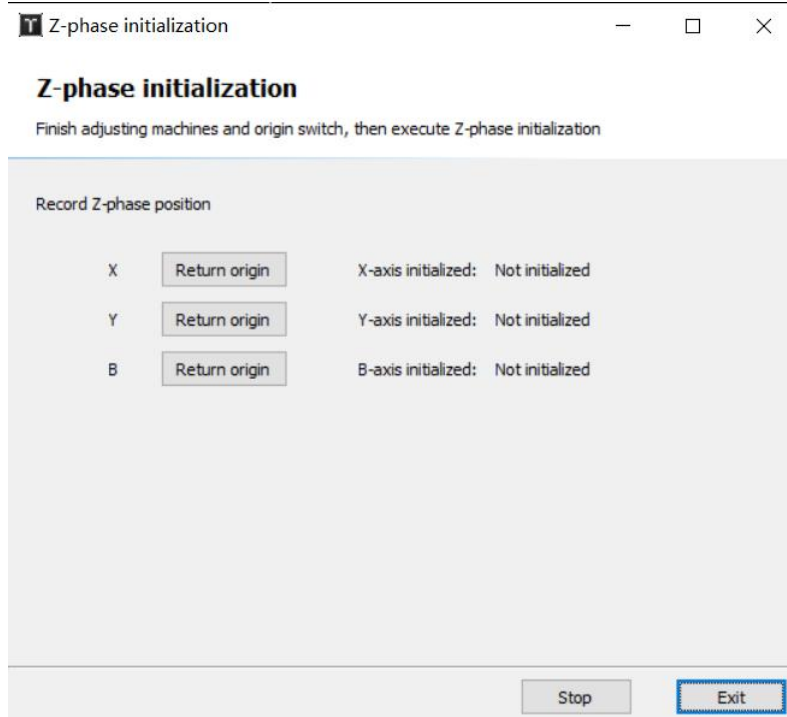 Z-phase initialization
Z-phase initialization
Finish adjusting machines and origin switch, then execute Z-phase initialization
Record Z-phase position
X Return origin X-axis initialized: Not initialized
Y Return origin Y-axis initialized: Not initialized
B Return origin B-axis initialized: Not initialized
Stop Exit